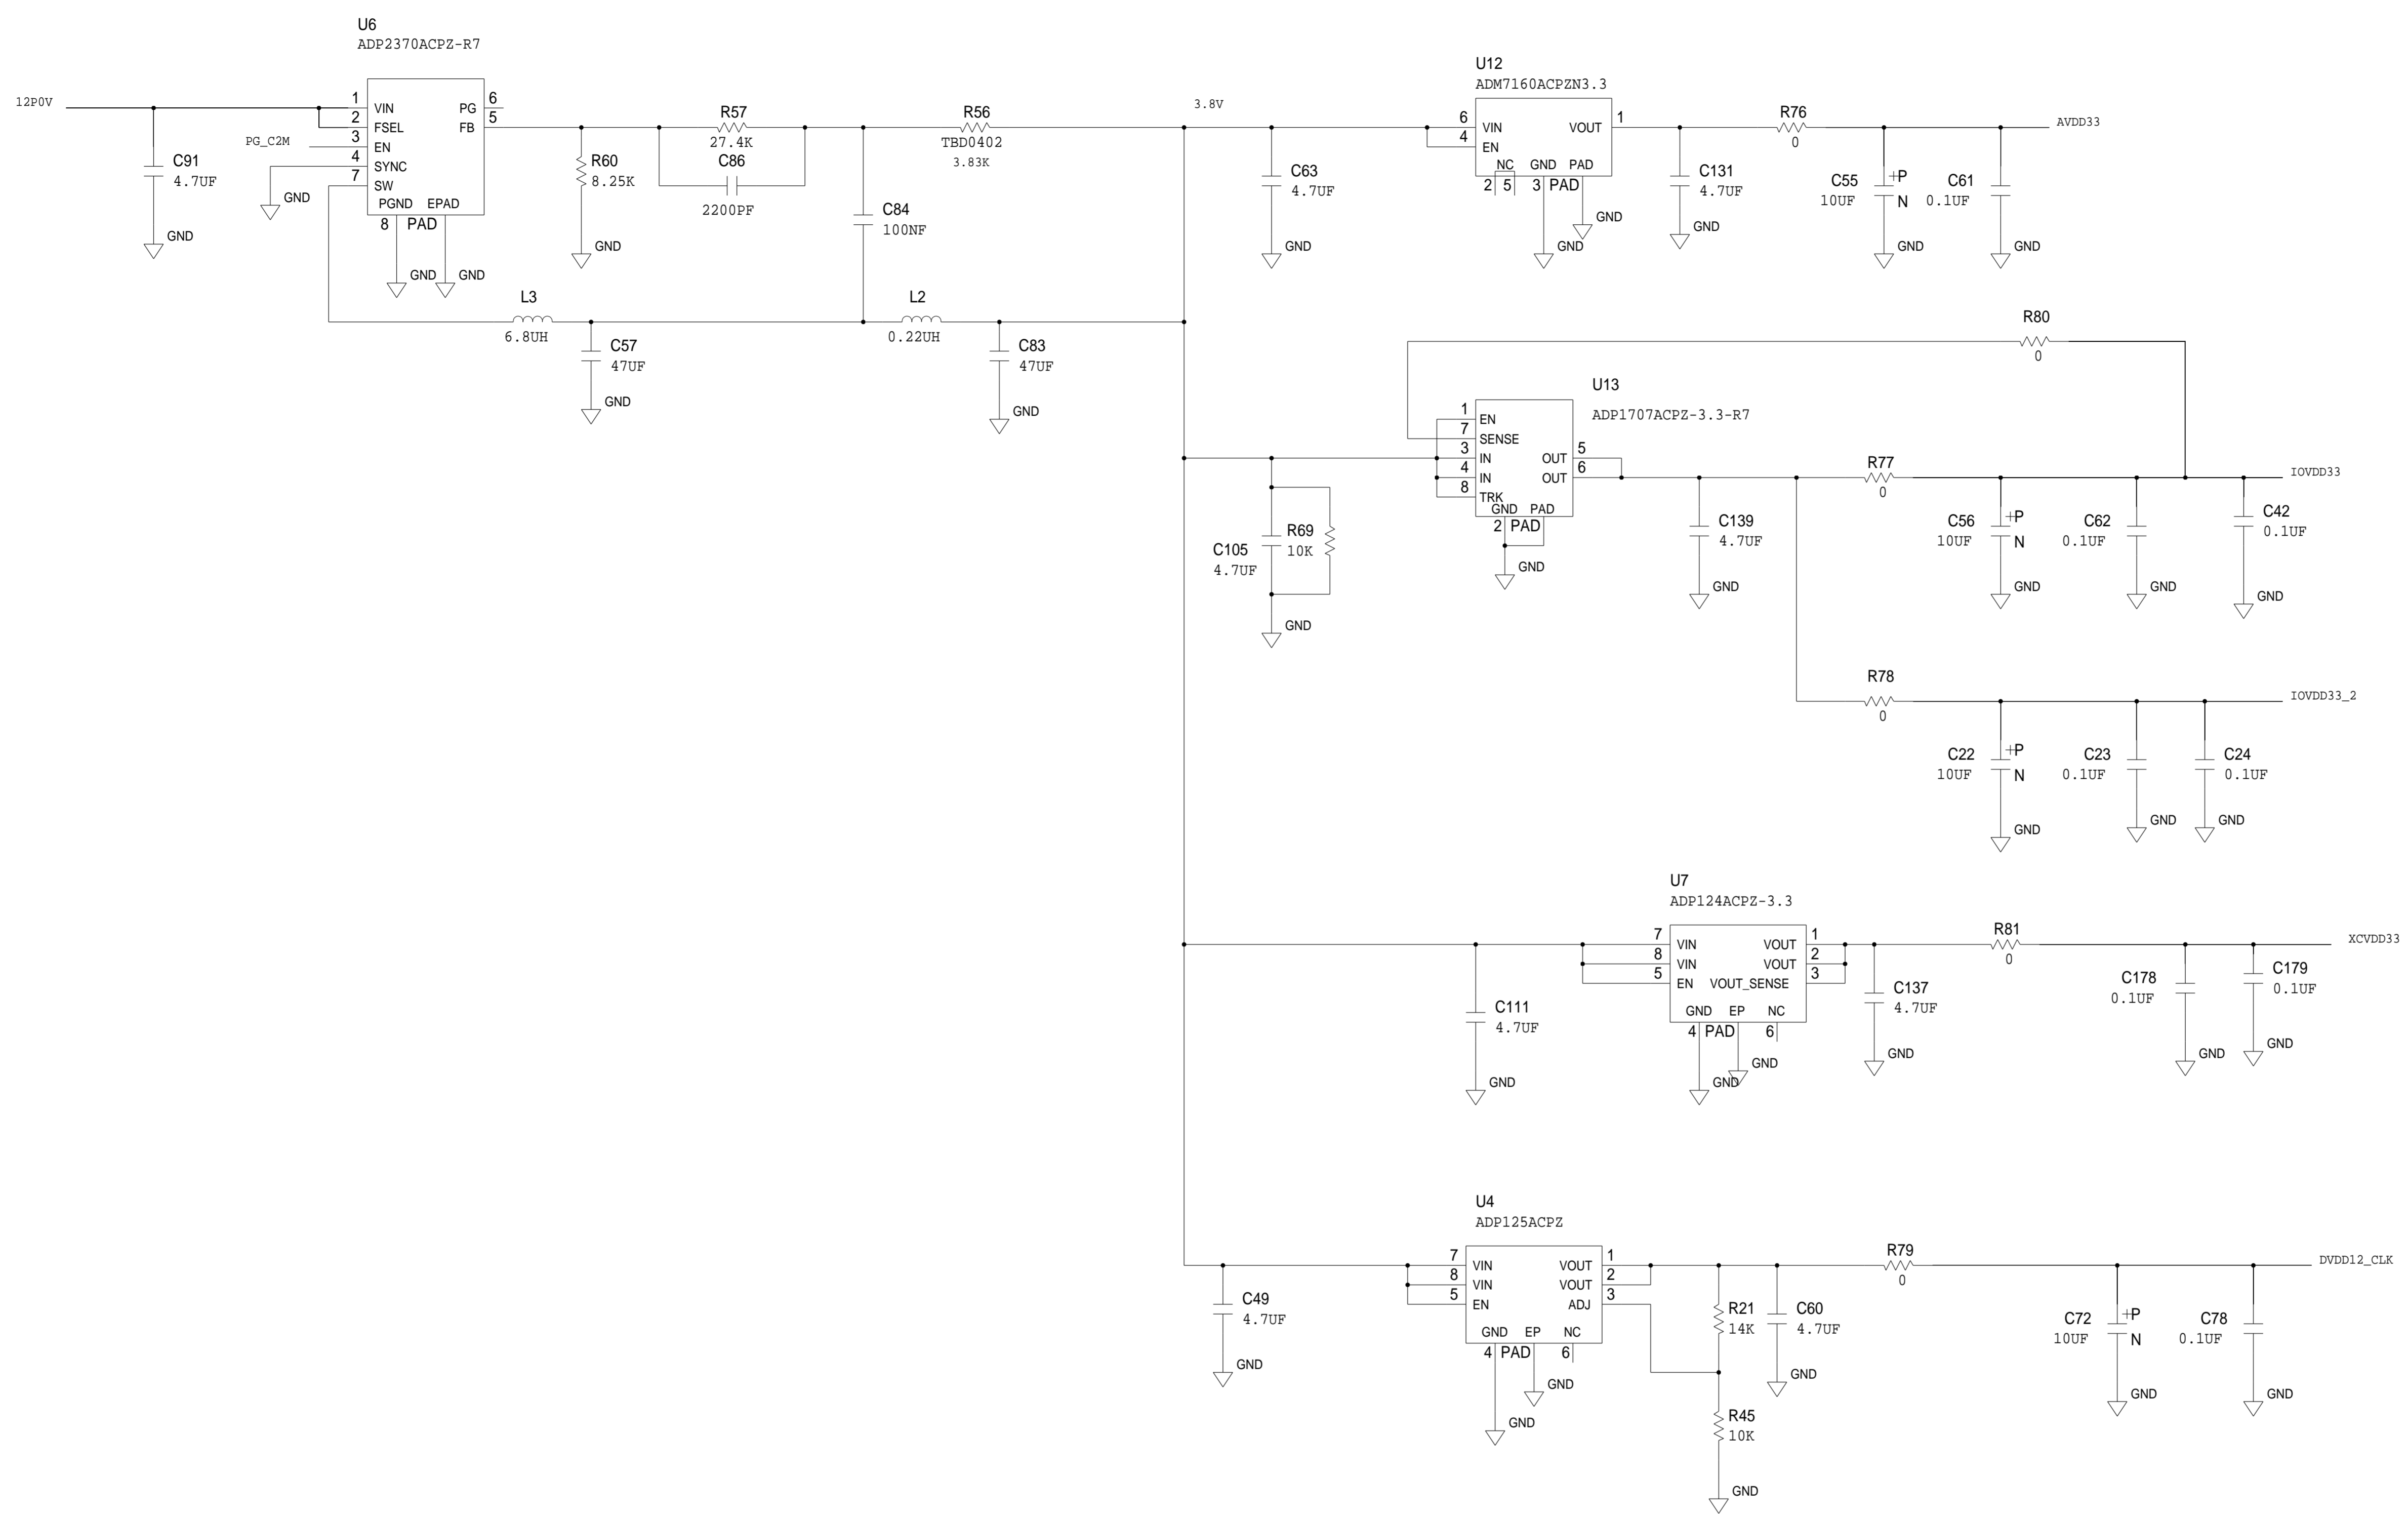 U6
ADP2370ACPZ-R7
12P0V
1
2
3
4
7
VIN
FSEL
EN
SYNC
SW
PG
FB
6
5
PGND
EPAD
8
PAD
PG_C2M
GND
C91
4.7UF
GND
GND
GND
R60
8.25K
GND
R57
27.4K
C86
2200PF
C84
100NF
R56
TBD0402
3.83K
L3
6.8UH
C57
47UF
GND
L2
0.22UH
C83
47UF
GND
3.8V
C63
4.7UF
GND
U12
ADM7160ACPZN3.3
6
4
VIN
EN
VOUT
1
NC
GND
PAD
2
5
3
PAD
GND
GND
C131
4.7UF
GND
R76
0
AVDD33
C55
10UF
+P
N
GND
C61
0.1UF
GND
R80
0
U13
ADP1707ACPZ-3.3-R7
1
7
3
4
8
EN
SENSE
IN
IN
TRK
OUT
OUT
5
6
GND
PAD
2
PAD
GND
C105
4.7UF
R69
10K
GND
C139
4.7UF
GND
R77
0
IOVDD33
C56
10UF
+P
N
GND
C62
0.1UF
GND
C42
0.1UF
GND
R78
0
IOVDD33_2
C22
10UF
+P
N
GND
C23
0.1UF
GND
C24
0.1UF
GND
U7
ADP124ACPZ-3.3
7
8
5
VIN
VIN
EN
VOUT
VOUT
VOUT_SENSE
1
2
3
GND
EP
NC
4
PAD
6
GND
GND
C111
4.7UF
GND
C137
4.7UF
GND
R81
0
XCVDD33
C178
0.1UF
GND
C179
0.1UF
GND
U4
ADP125ACPZ
7
8
5
VIN
VIN
EN
VOUT
VOUT
ADJ
1
2
3
GND
EP
NC
4
PAD
6
GND
GND
C49
4.7UF
GND
R21
14K
C60
4.7UF
GND
R45
10K
GND
R79
0
DVDD12_CLK
C72
10UF
+P
N
GND
C78
0.1UF
GND